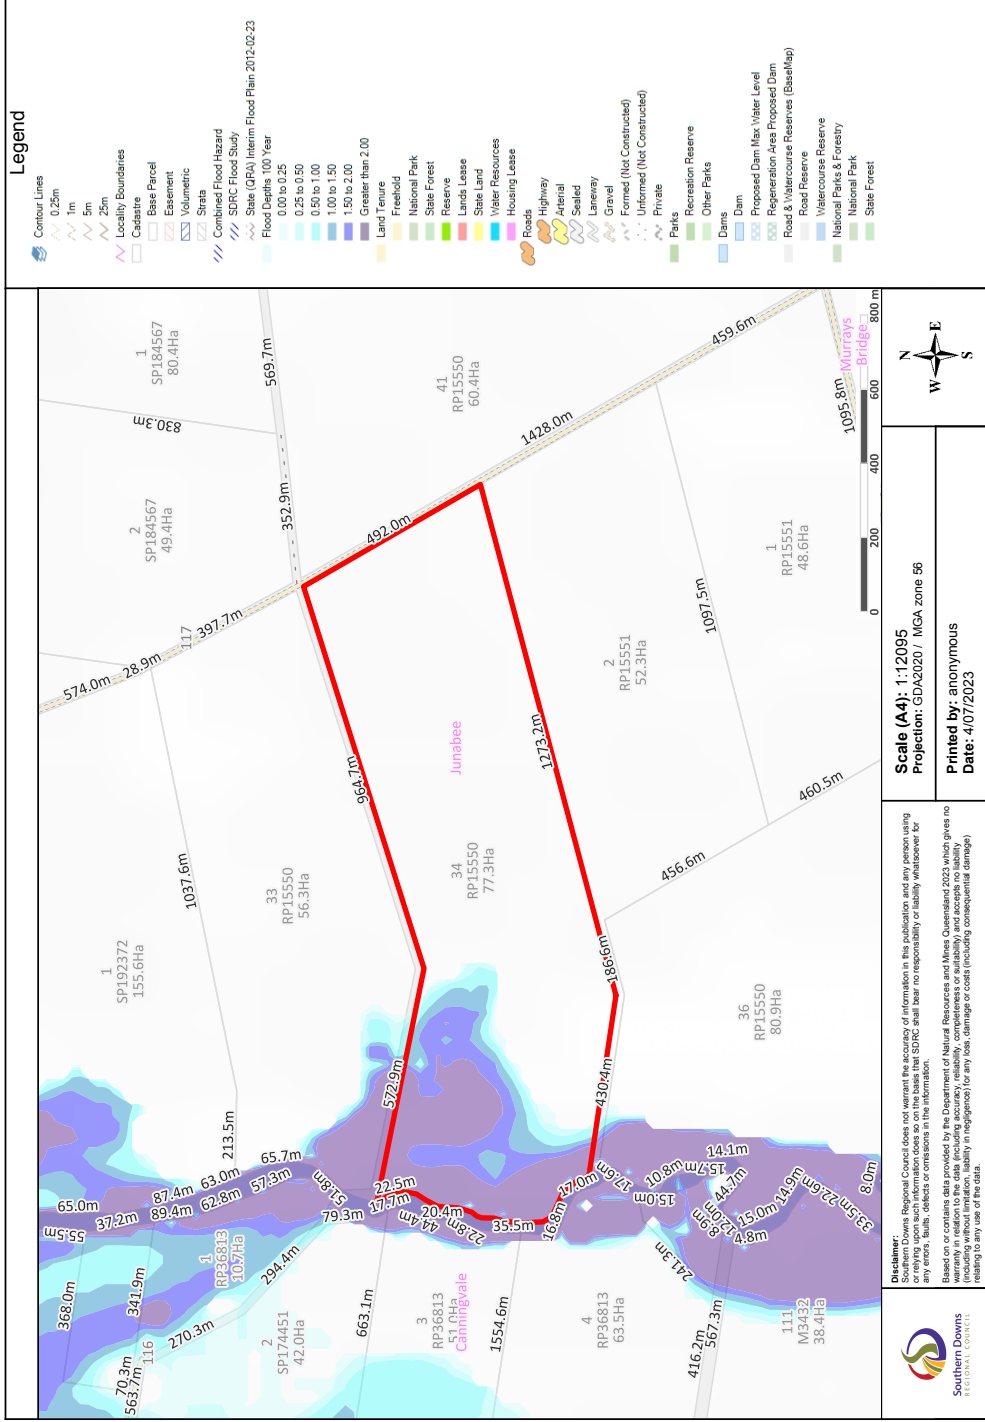 Legend
Contour Lines
0.25m
1m
5m
25m
Locality Boundaries
Cadastre
Base Parcel
Easement
Volumetric
Strata
Combined Flood Hazard
SDRC Flood Study
State (QRA) Interim Flood Plain 2012-02-23
Flood Depths 100 Year
0.00 to 0.25
0.25 to 0.50
0.50 to 1.00
1.00 to 1.50
1.50 to 2.00
Greater than 2.00
Land Tenure
Freehold
National Park
State Forest
Reserve
Lands Lease
State Land
Water Resources
Housing Lease
Roads
Highway
Arterial
Sealed
Laneway
Gravel
Formed (Not Constructed)
Unformed (Not Constructed)
Private
Parks
Recreation Reserve
Other Parks
Dams
Dam
Proposed Dam Max Water Level
Regeneration Area Proposed Dam
Road & Watercourse Reserves (BaseMap)
Road Reserve
Watercourse Reserve
National Parks & Forestry
National Park
State Forest
1
SP184567
80.4Ha
569.7m
830.3m
2
SP184567
49.4Ha
352.9m
41
RP15550
60.4Ha
459.6m
1428.0m
Murrays
Bridge
1095.8m
492.0m
117
397.7m
28.9m
574.0m
1
RP15551
48.6Ha
1097.5m
2
RP15551
52.3Ha
964.7m
Junabee
1273.2m
460.5m
456.6m
1037.6m
33
RP15550
56.3Ha
34
RP15550
77.3Ha
1
SP192372
155.6Ha
186.6m
36
RP15550
80.9Ha
572.9m
430.4m
213.5m
65.7m
63.0m
57.3m
87.4m
62.8m
89.4m
65.0m
37.2m
55.5m
51.8m
79.3m
22.5m
17.7m
20.4m
44.4m
22.8m
35.5m
16.8m
17.0m
17.6m
10.8m
15.7m
14.1m
15.0m
44.7m
12.0m
8.9m
15.0m
4.8m
14.9m
22.6m
33.5m
8.0m
1
RP36813
10.7Ha
294.4m
368.0m
341.9m
270.3m
116
70.3m
563.7m
2
SP174451
42.0Ha
663.1m
3
RP36813
51.0Ha
Canningvale
1554.6m
4
RP36813
63.5Ha
241.3m
416.2m
567.3m
111
M3432
38.4Ha
0 200 400 600 800 m
N
W E
S
Scale (A4): 1:12095
Projection: GDA2020 / MGA zone 56
Printed by: anonymous
Date: 4/07/2023
Disclaimer:
Southern Downs Regional Council does not warrant the accuracy of information in this publication and any person using
or relying upon such information does so on the basis that SDRC shall bear no responsibility or liability whatsoever for
any errors, faults, defects or omissions in the information.
Based on or contains data provided by the Department of Natural Resources and Mines Queensland 2023 which gives no
warranty in relation to the data (including accuracy, reliability, completeness or suitability) and accepts no liability
(including without limitation, liability in negligence) for any loss, damage or costs (including consequential damage)
relating to any use of the data.
Southern Downs
REGIONAL COUNCIL